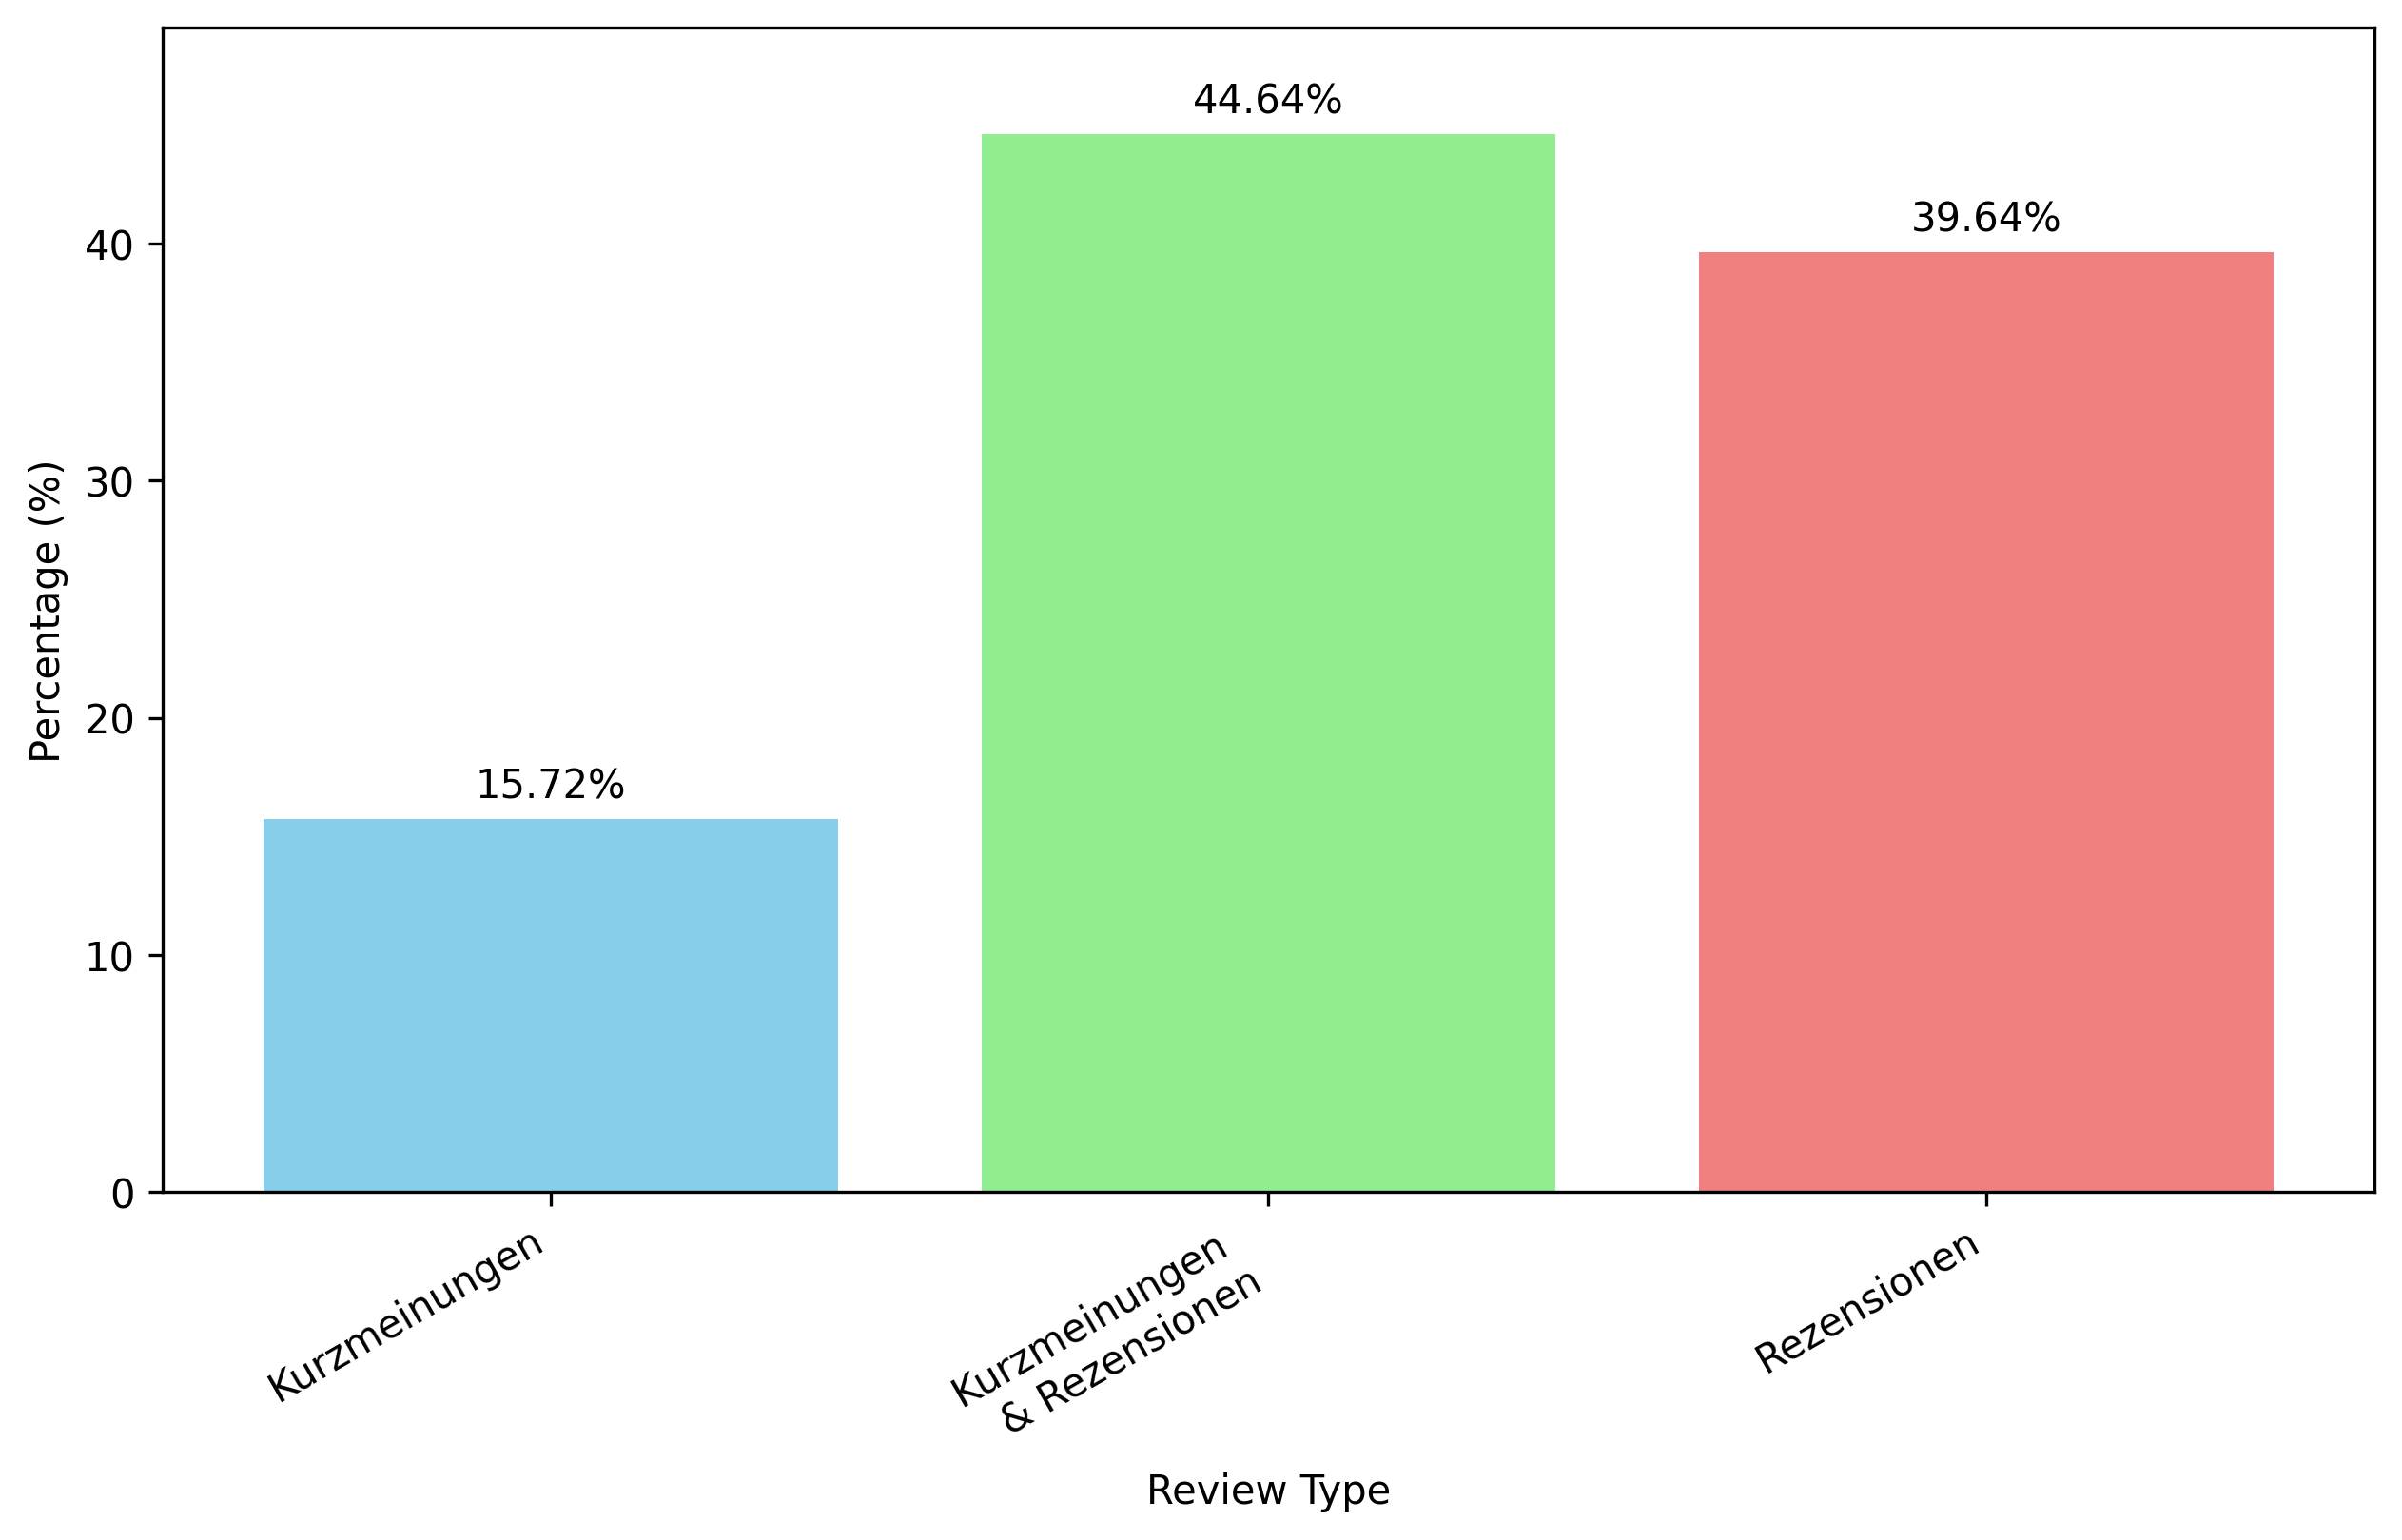 44.64%
39.64%
15.72%
40
30
20
10
0
Percentage (%)
Kurzmeinungen
Kurzmeinungen
& Rezensionen
Rezensionen
Review Type